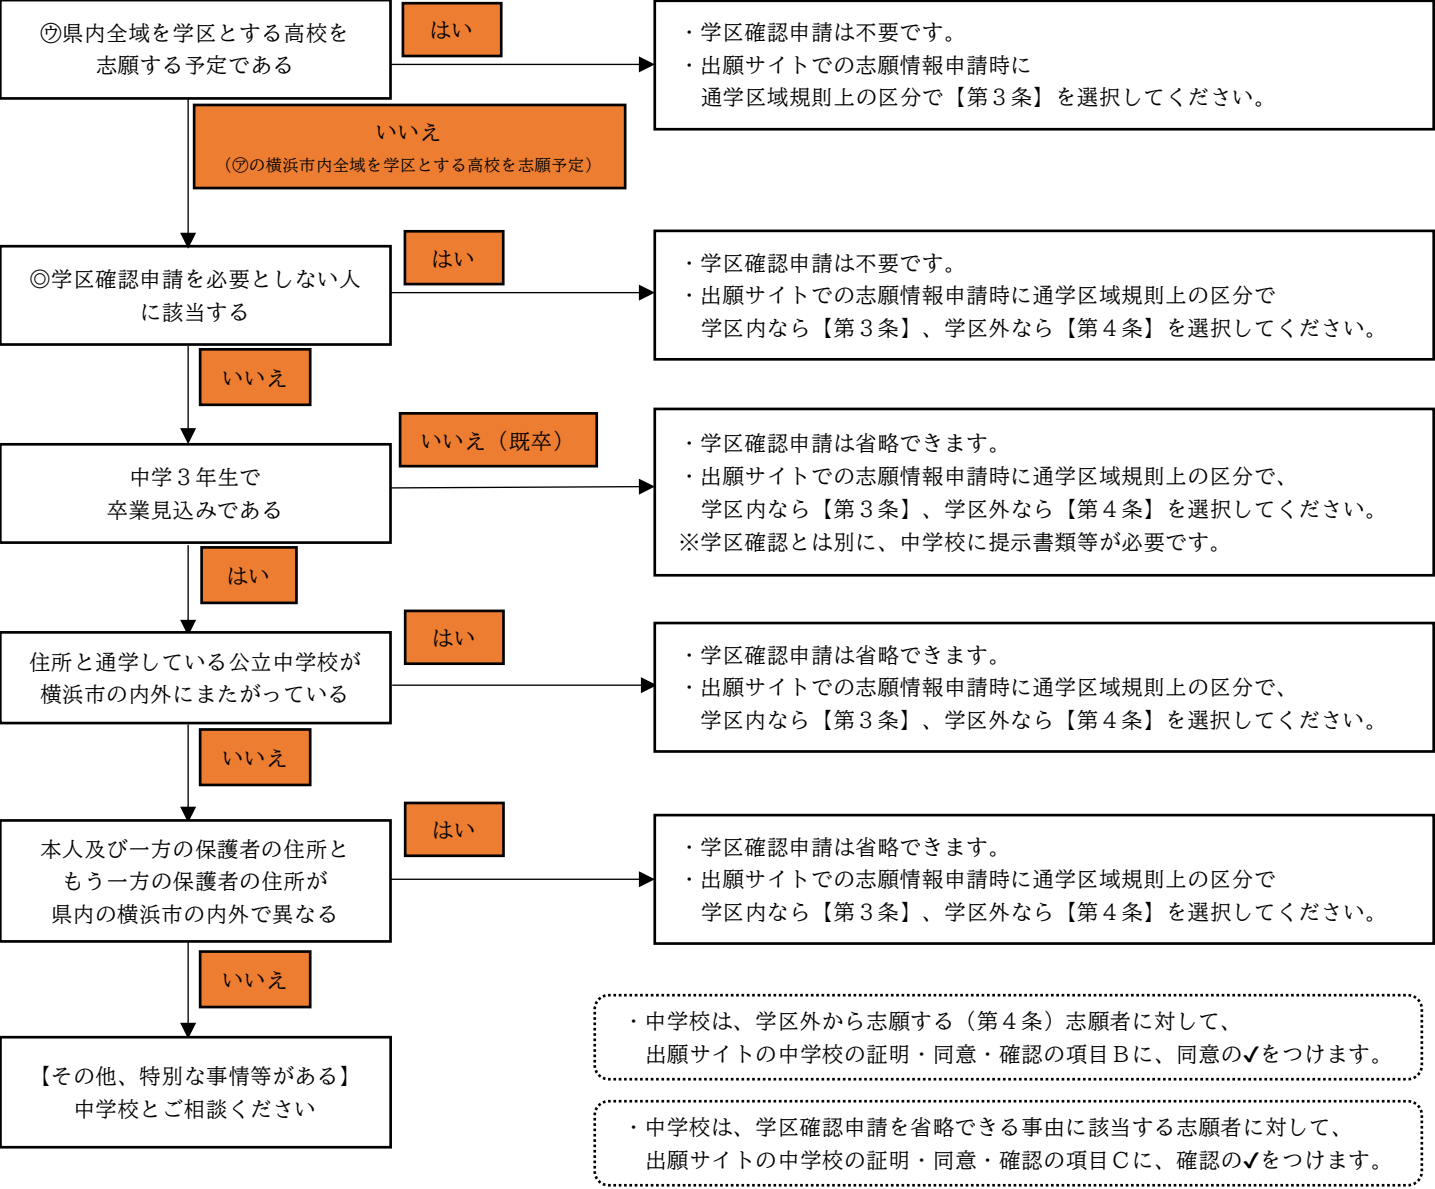 ㋒県内全域を学区とする高校を
志願する予定である
はい
・学区確認申請は不要です。
・出願サイトでの志願情報申請時に
通学区域規則上の区分で【第３条】を選択してください。
いいえ
（㋐の横浜市内全域を学区とする高校を志願予定）
◎学区確認申請を必要としない人
に該当する
はい
・学区確認申請は不要です。
・出願サイトでの志願情報申請時に通学区域規則上の区分で
学区内なら【第３条】、学区外なら【第４条】を選択してください。
いいえ
中学３年生で
卒業見込みである
いいえ（既卒）
・学区確認申請は省略できます。
・出願サイトでの志願情報申請時に通学区域規則上の区分で、
学区内なら【第３条】、学区外なら【第４条】を選択してください。
※学区確認とは別に、中学校に提示書類等が必要です。
はい
住所と通学している公立中学校が
横浜市の内外にまたがっている
はい
・学区確認申請は省略できます。
・出願サイトでの志願情報申請時に通学区域規則上の区分で、
学区内なら【第３条】、学区外なら【第４条】を選択してください。
いいえ
本人及び一方の保護者の住所と
もう一方の保護者の住所が
県内の横浜市の内外で異なる
はい
・学区確認申請は省略できます。
・出願サイトでの志願情報申請時に通学区域規則上の区分で
学区内なら【第３条】、学区外なら【第４条】を選択してください。
いいえ
【その他、特別な事情等がある】
中学校とご相談ください
・中学校は、学区外から志願する（第４条）志願者に対して、
出願サイトの中学校の証明・同意・確認の項目Ｂに、同意の✔をつけます。
・中学校は、学区確認申請を省略できる事由に該当する志願者に対して、
出願サイトの中学校の証明・同意・確認の項目Ｃに、確認の✔をつけます。